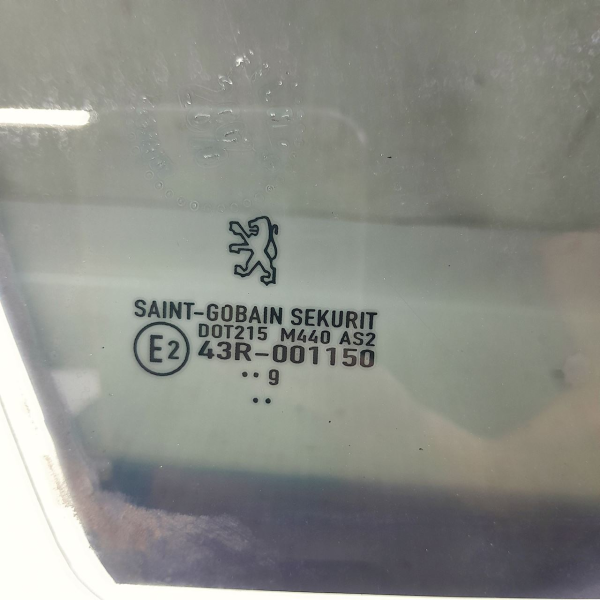 SAINT-GOBAIN SEKURIT
DOT215 M440 AS2
E2 43R-001150
·· 9
··